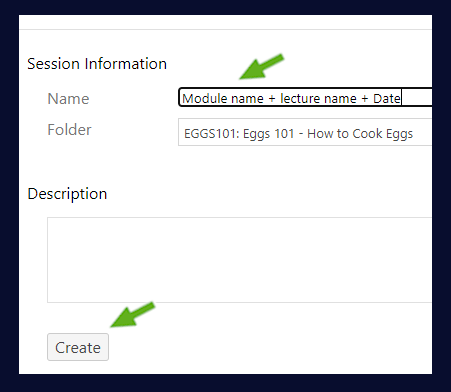 Session Information
Name
Module name + lecture name + Date
Folder
EGGS101: Eggs 101 - How to Cook Eggs
Description
Create